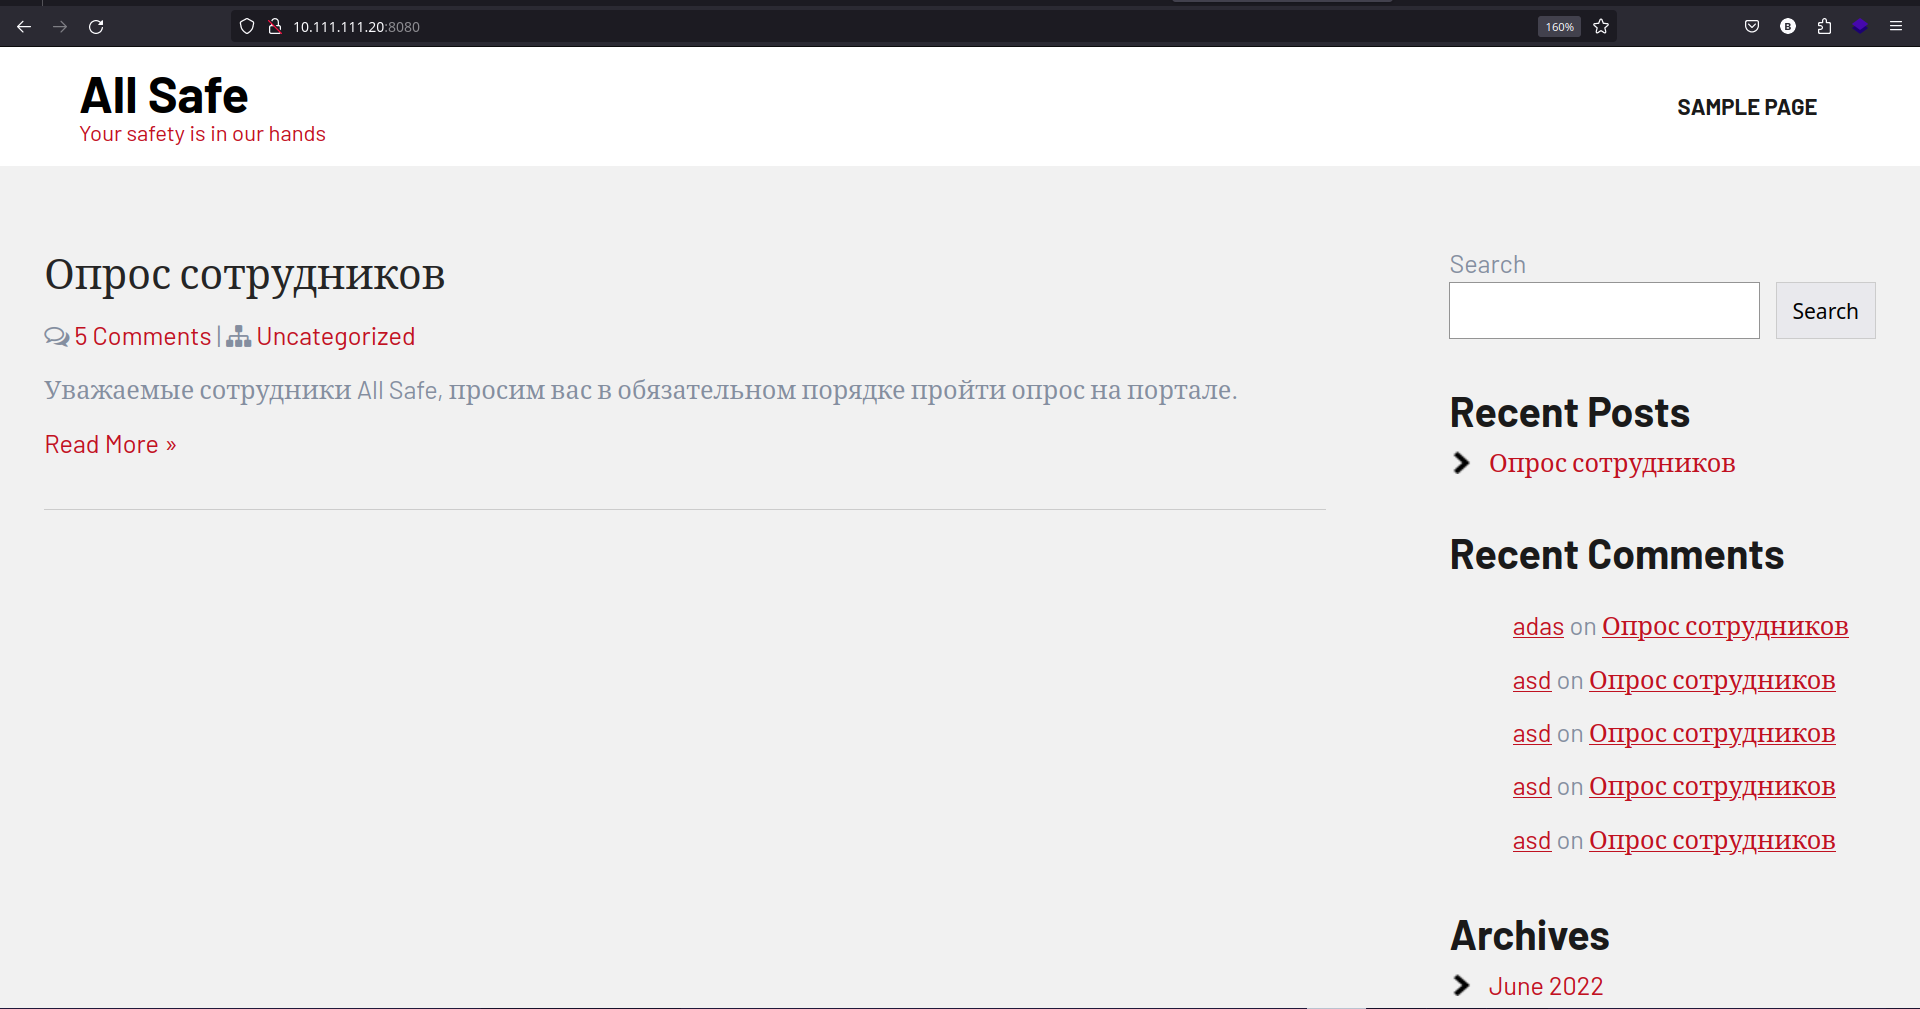 10.111.111.20:8080
160%
B
All Safe
Your safety is in our hands
SAMPLE PAGE
Опрос сотрудников
5 Comments | Uncategorized
Уважаемые сотрудники All Safe, просим вас в обязательном порядке пройти опрос на портале.
Read More »
Search
Search
Recent Posts
Опрос сотрудников
Recent Comments
adas on Опрос сотрудников
asd on Опрос сотрудников
asd on Опрос сотрудников
asd on Опрос сотрудников
asd on Опрос сотрудников
Archives
June 2022